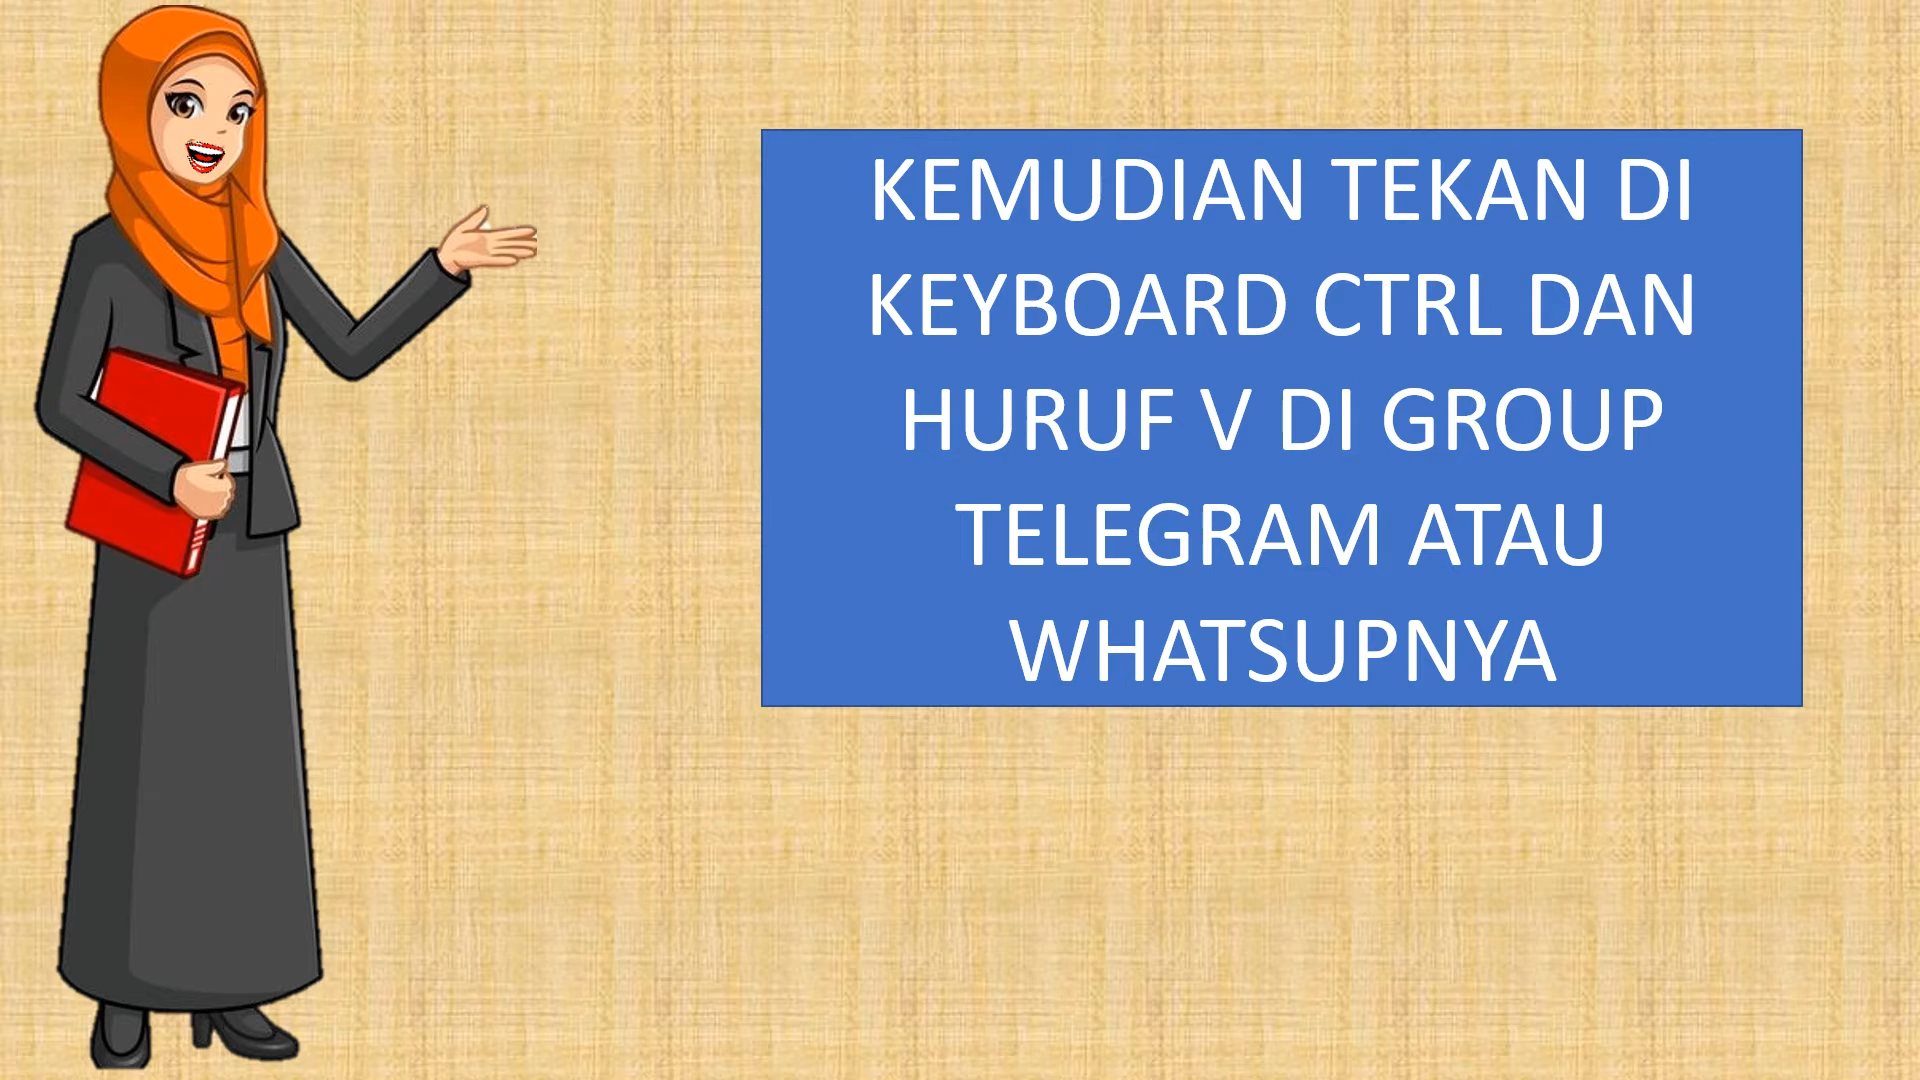 KEMUDIAN TEKAN DI
KEYBOARD CTRL DAN
HURUF V DI GROUP
TELEGRAM ATAU
WHATSUPNYA